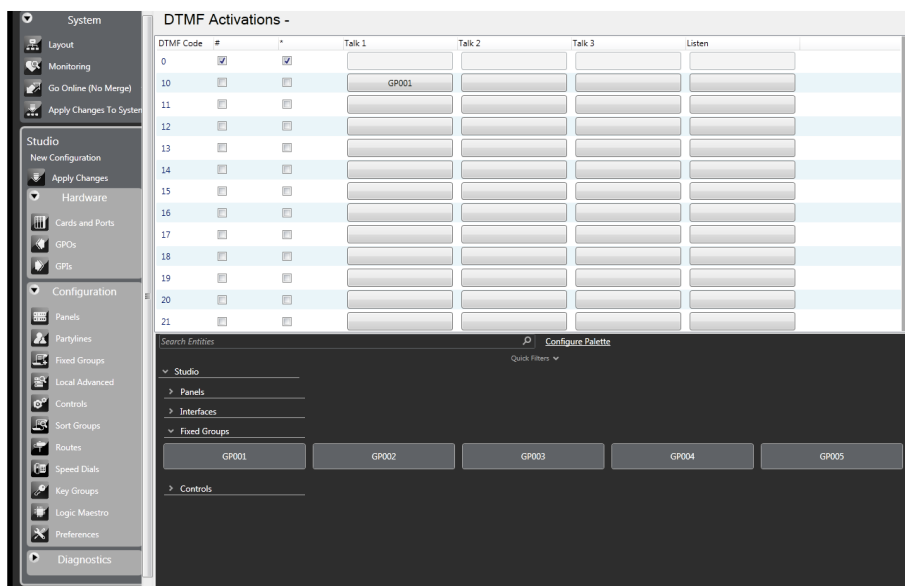 System
Layout
Monitoring
Go Online (No Merge)
Apply Changes To System
Studio
New Configuration
Apply Changes
Hardware
Cards and Ports
GPOs
GPIs
Configuration
Panels
Partylines
Fixed Groups
Local Advanced
Controls
Sort Groups
Routes
Speed Dials
Key Groups
Logic Maestro
Preferences
Diagnostics
DTMF Activations -
DTMF Code # * Talk 1 Talk 2 Talk 3 Listen
0
10 GP001
11
12
13
14
15
16
17
18
19
20
21
Search Entities Configure Palette
Quick Filters
Studio
Panels
Interfaces
Fixed Groups
GP001 GP002 GP003 GP004 GP005
Controls